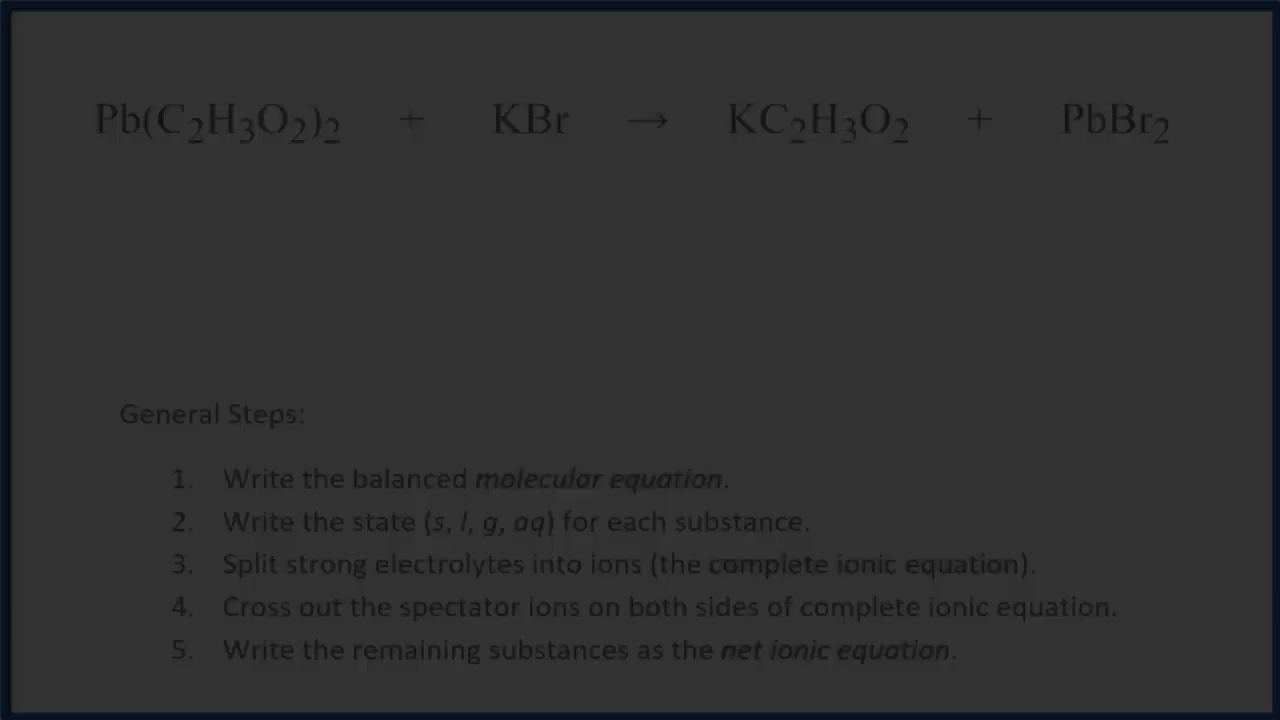 Pb(C₂H₃O₂)₂ + KBr → KC₂H₃O₂ + PbBr₂
General Steps:
1. Write the balanced molecular equation.
2. Write the state (s, l, g, aq) for each substance.
3. Split strong electrolytes into ions (the complete ionic equation).
4. Cross out the spectator ions on both sides of complete ionic equation.
5. Write the remaining substances as the net ionic equation.